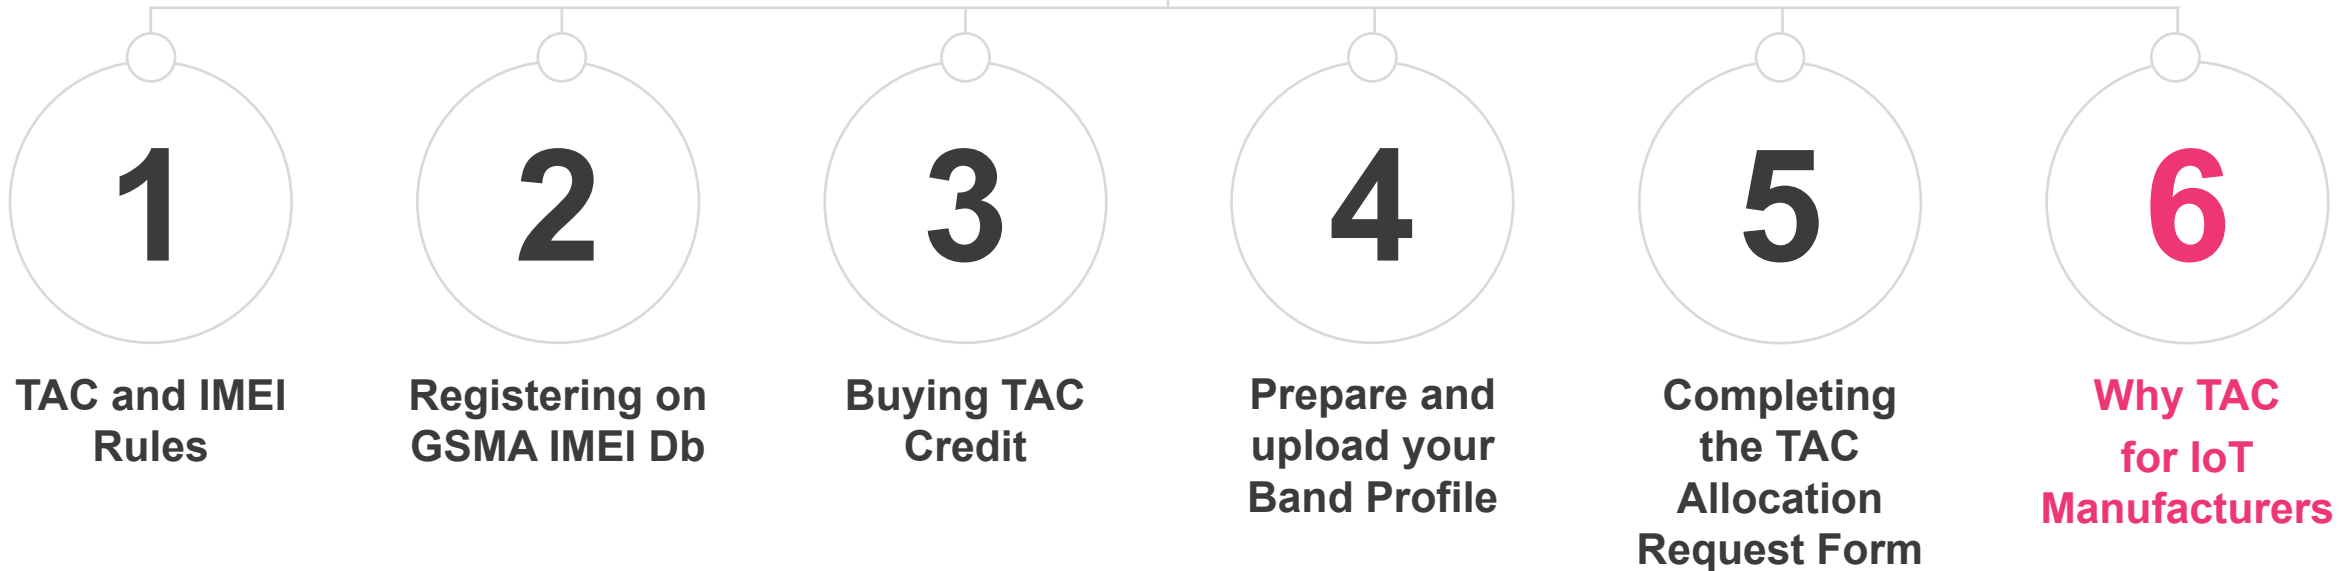 1
TAC and IMEI
Rules
2
Registering on
GSMA IMEI Db
3
Buying TAC
Credit
4
Prepare and
upload your
Band Profile
5
Completing
the TAC
Allocation
Request Form
6
Why TAC
for IoT
Manufacturers